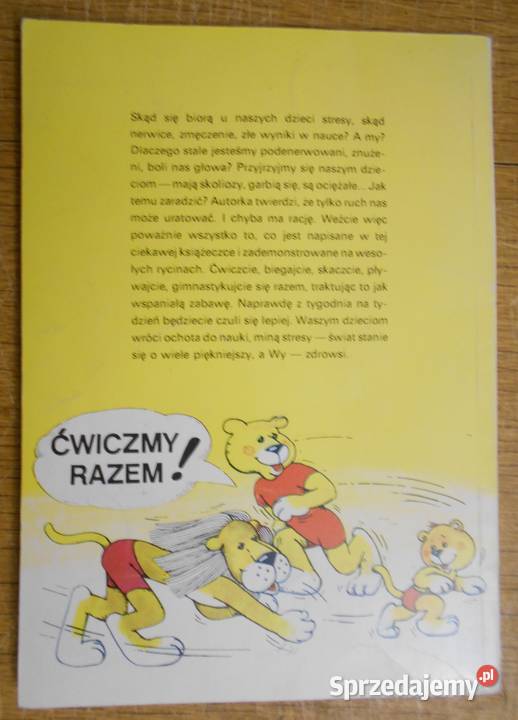 Skąd się biorą u naszych dzieci stresy, skąd
nerwice, zmęczenie, złe wyniki w nauce? A my?
Dlaczego stale jesteśmy podenerwowani, znuże-
ni, boli nas głowa? Przyjrzyjmy się naszym dzie-
ciom — mają skoliozy, garbią się, są ociężałe... Jak
temu zaradzić? Autorka twierdzi, że tylko ruch nas
może uratować. I chyba ma rację. Weźcie więc
poważnie wszystko to, co jest napisane w tej
ciekawej książeczce i zademonstrowane na weso-
łych rycinach. Ćwiczcie, biegajcie, skaczcie, pły-
wajcie, gimnastykujcie się razem, traktując to jak
wspaniałą zabawę. Naprawdę z tygodnia na ty-
dzień będziecie czuli się lepiej. Waszym dzieciom
wróci ochota do nauki, miną stresy — świat stanie
się o wiele piękniejszy, a Wy — zdrowsi.
ĆWICZMY
RAZEM!
Sprzedajemy.pl